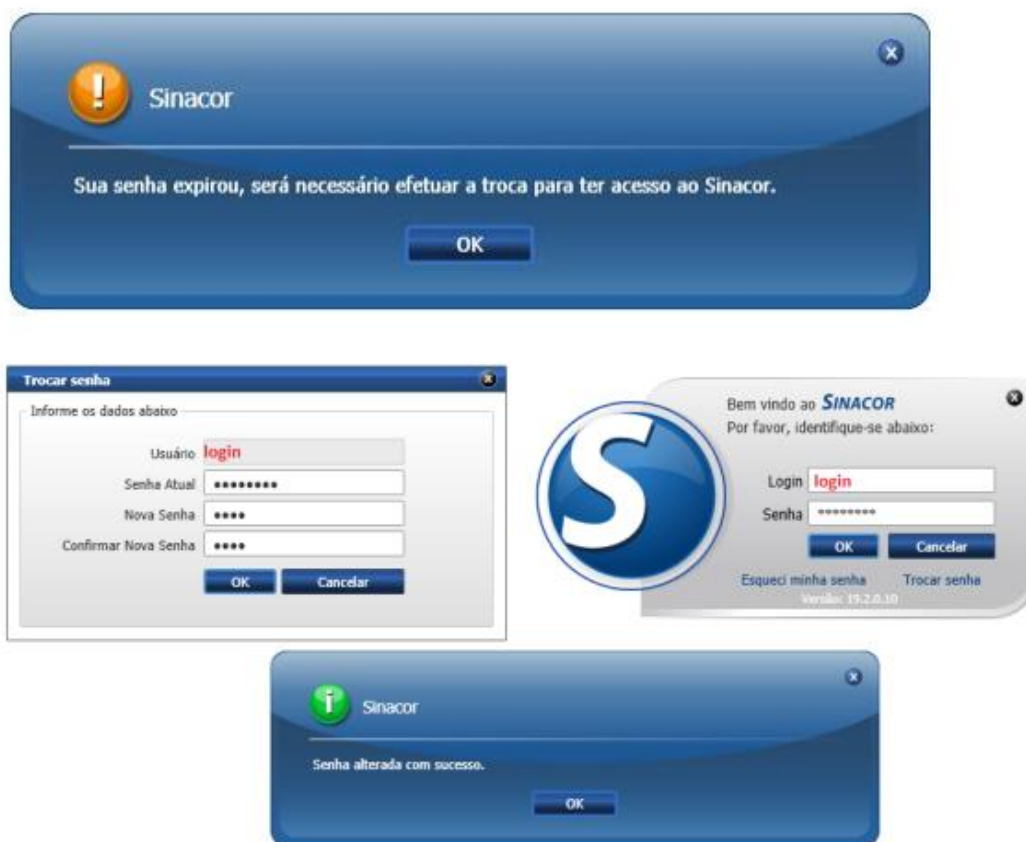 Sinacor
Sua senha expirou, será necessário efetuar a troca para ter acesso ao Sinacor.
OK
Trocar senha
Informe os dados abaixo
Usuário login
Senha Atual ••••••••
Nova Senha ••••
Confirmar Nova Senha ••••
OK Cancelar
S
Bem vindo ao SINACOR
Por favor, identifique-se abaixo:
Login login
Senha ********
OK Cancelar
Esqueci minha senha Trocar senha
Versão: 19.2.0.10
Sinacor
Senha alterada com sucesso.
OK